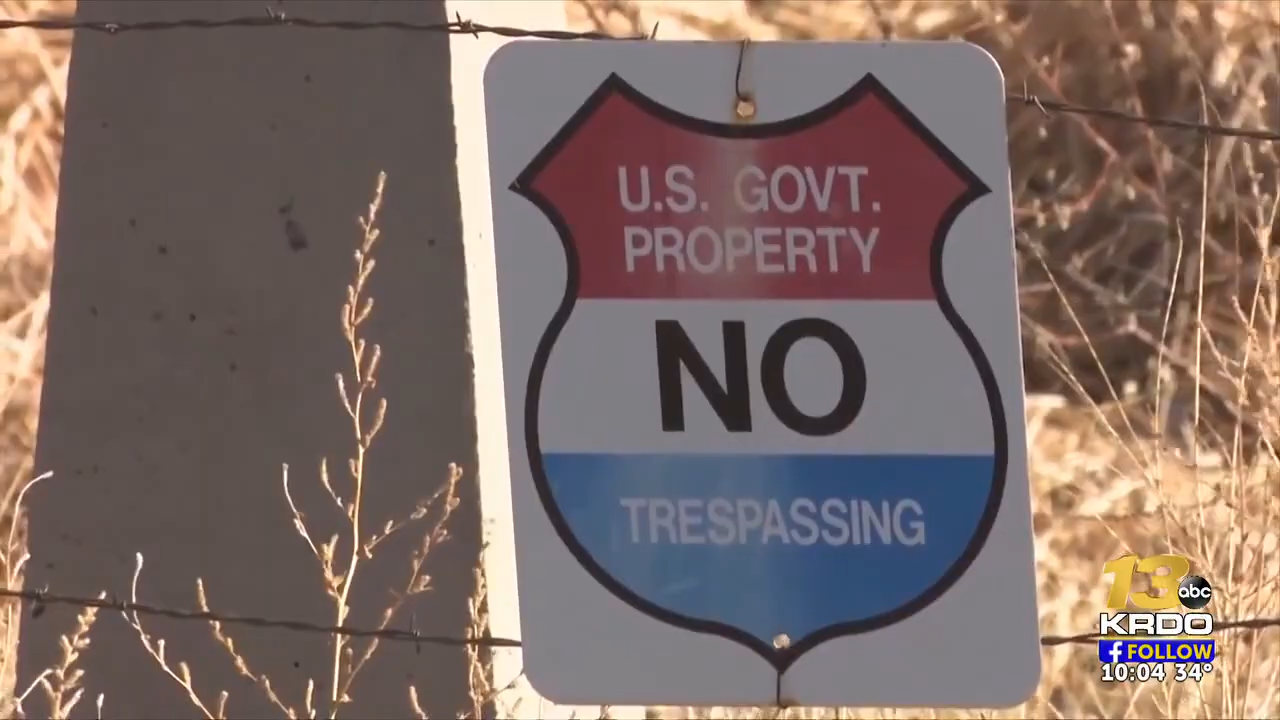 U.S. GOVT.
PROPERTY
NO
TRESPASSING
13 abc
KRDO
f FOLLOW
10:04 34°